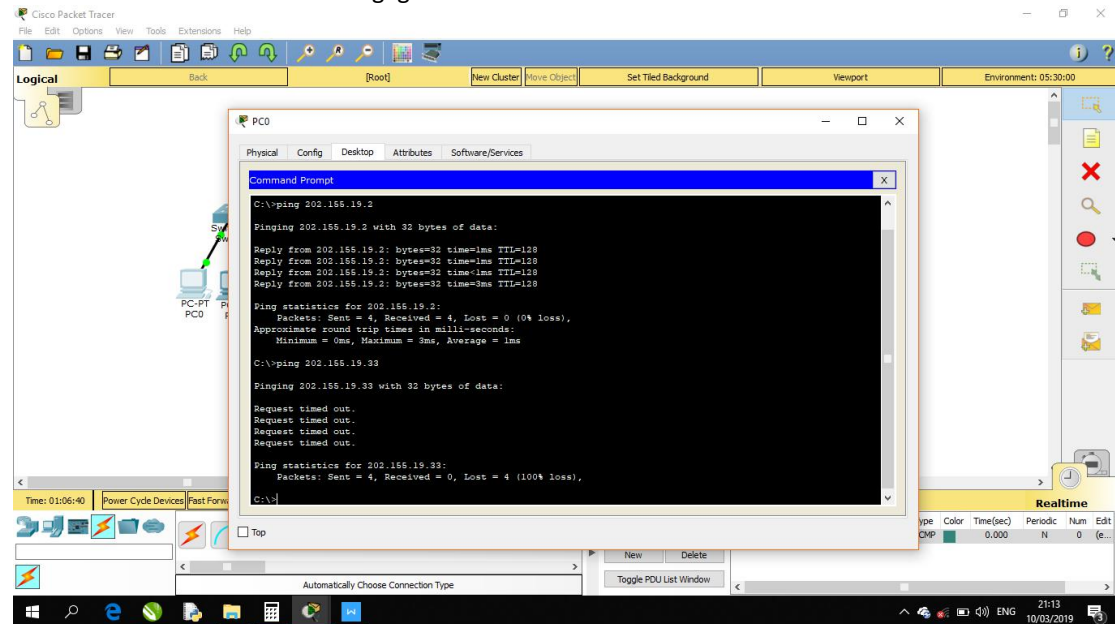 Cisco Packet Tracer
File Edit Options View Tools Extensions Help
Logical Back [Root] New Cluster Move Object Set Tiled Background Viewport Environment: 05:30:00
PC0
Physical Config Desktop Attributes Software/Services
Command Prompt X
C:\>ping 202.155.19.2
Pinging 202.155.19.2 with 32 bytes of data:
Reply from 202.155.19.2: bytes=32 time=1ms TTL=128
Reply from 202.155.19.2: bytes=32 time=1ms TTL=128
Reply from 202.155.19.2: bytes=32 time<1ms TTL=128
Reply from 202.155.19.2: bytes=32 time=3ms TTL=128
Ping statistics for 202.155.19.2:
Packets: Sent = 4, Received = 4, Lost = 0 (0% loss),
Approximate round trip times in milli-seconds:
Minimum = 0ms, Maximum = 3ms, Average = 1ms
C:\>ping 202.155.19.33
Pinging 202.155.19.33 with 32 bytes of data:
Request timed out.
Request timed out.
Request timed out.
Request timed out.
Ping statistics for 202.155.19.33:
Packets: Sent = 4, Received = 0, Lost = 4 (100% loss),
C:\>
Top
PC-PT
PC0
Time: 01:06:40 Power Cycle Devices Fast Forw
Realtime
ype Color Time(sec) Periodic Num Edit
CMP 0.000 N 0 (e...
New Delete
Toggle PDU List Window
Automatically Choose Connection Type
ENG
21:13
10/03/2019
3